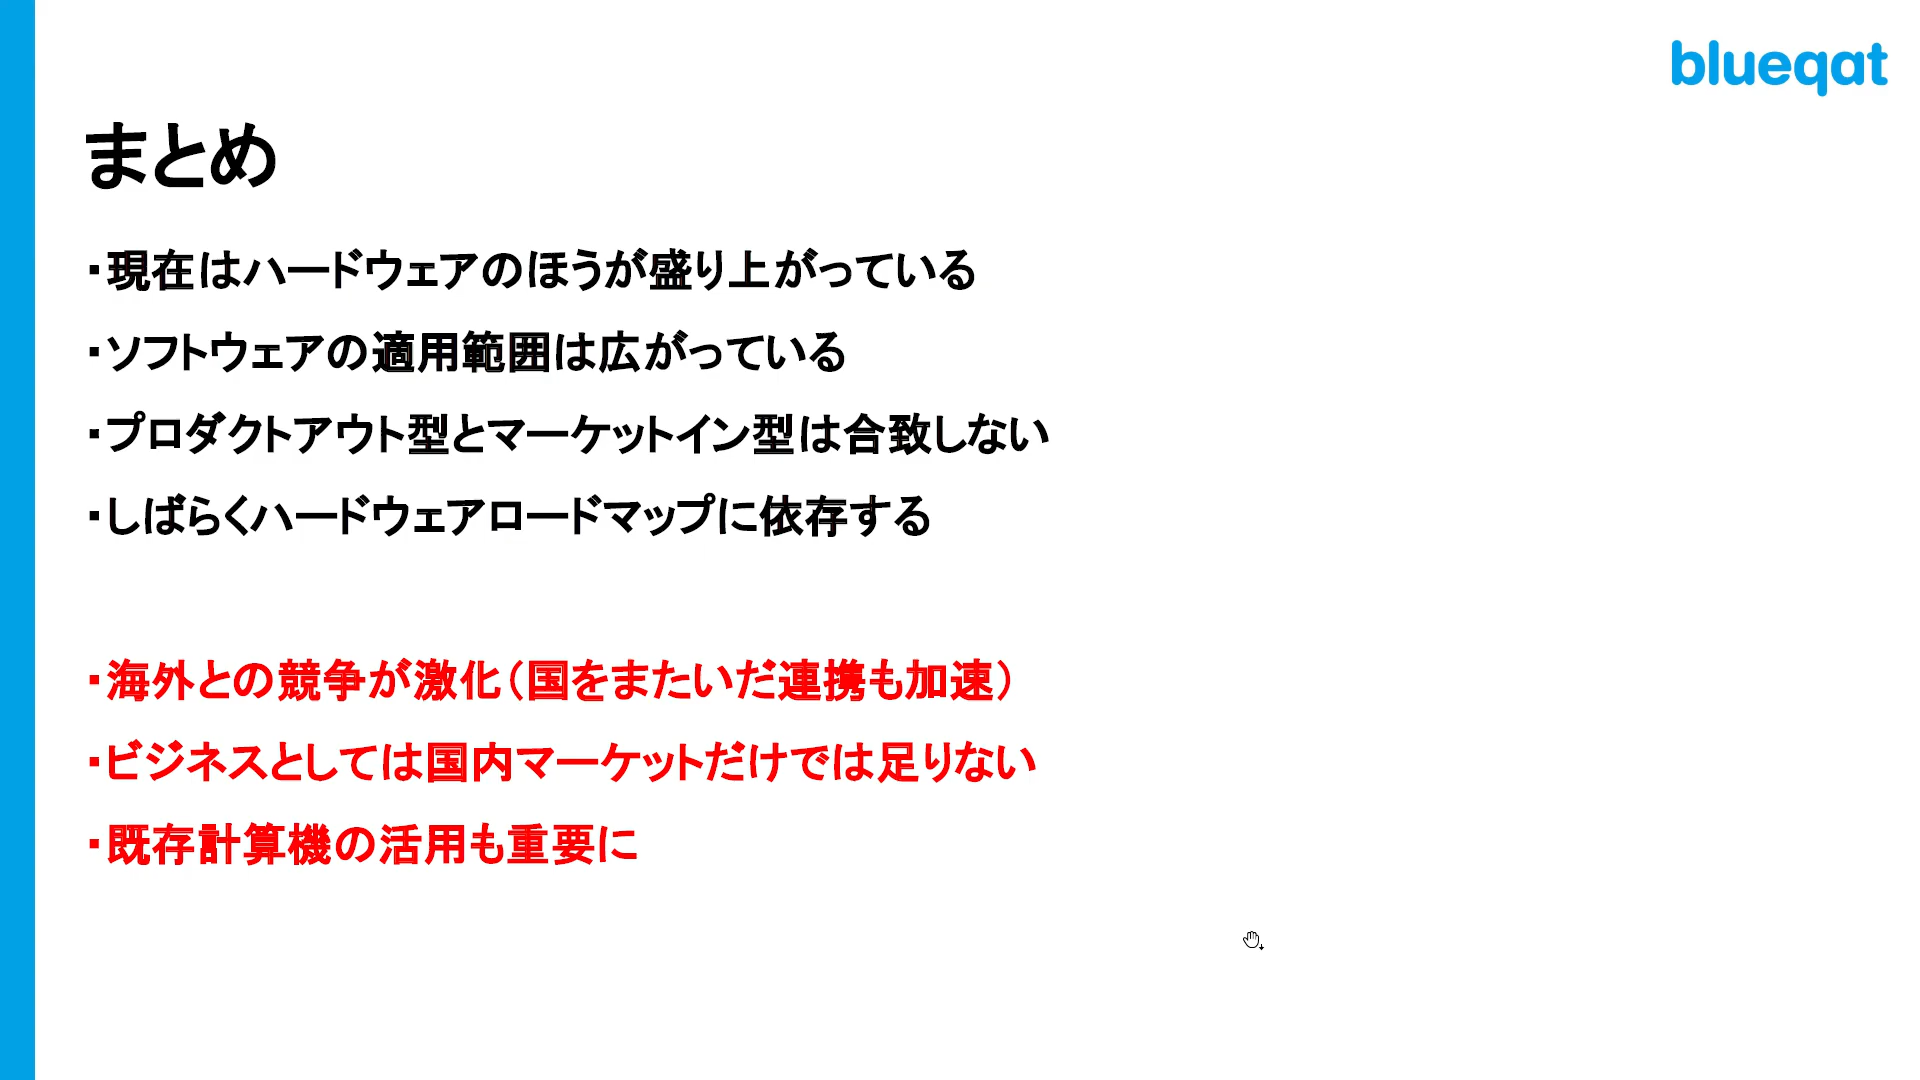 blueqat
まとめ
・現在はハードウェアのほうが盛り上がっている
・ソフトウェアの適用範囲は広がっている
・プロダクトアウト型とマーケットイン型は合致しない
・しばらくハードウェアロードマップに依存する
・海外との競争が激化（国をまたいだ連携も加速）
・ビジネスとしては国内マーケットだけでは足りない
・既存計算機の活用も重要に